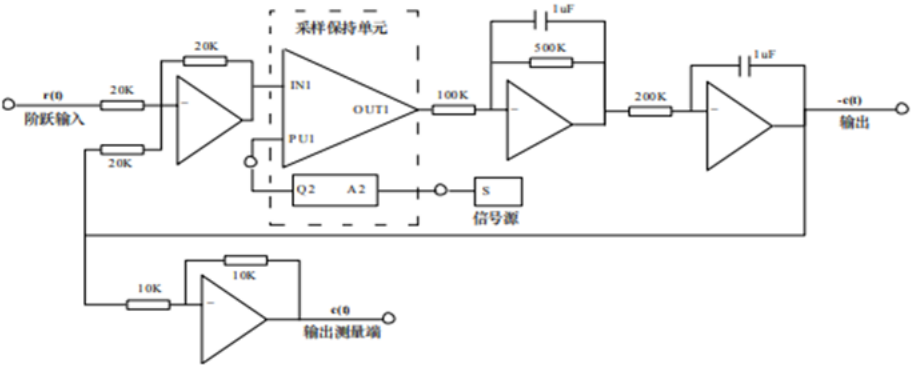 1uF
采样保持单元
20K
500K
1uF
IN1
r(t)
20K
OUT1
100K
200K
-c(t)
阶跃输入
输出
PU1
20K
Q2
A2
S
信号源
10K
10K
c(t)
输出测量端